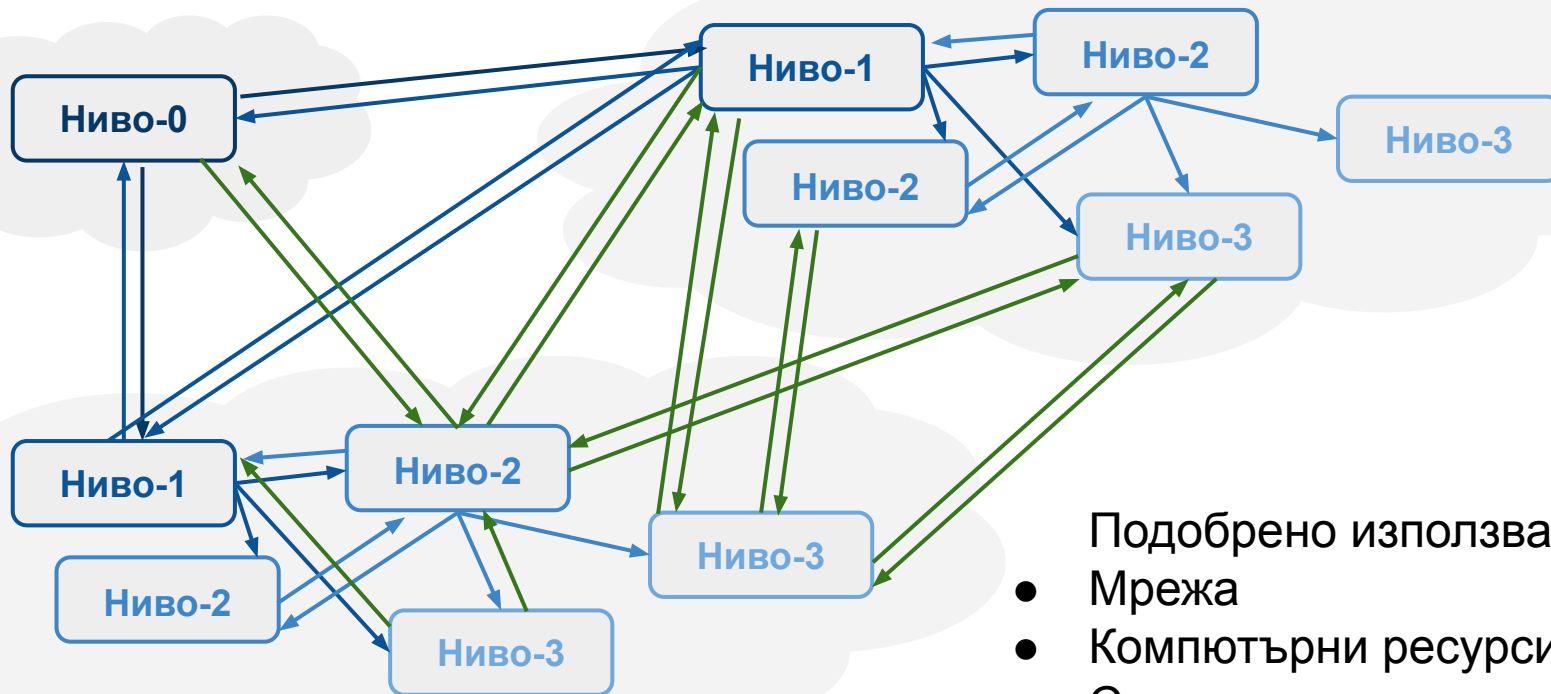 Ниво-1
Ниво-2
Ниво-0
Ниво-3
Ниво-2
Ниво-3
Ниво-1
Ниво-2
Ниво-3
Ниво-2
Ниво-3
Подобрено използва
● Мрежа
● Компютърни ресурси